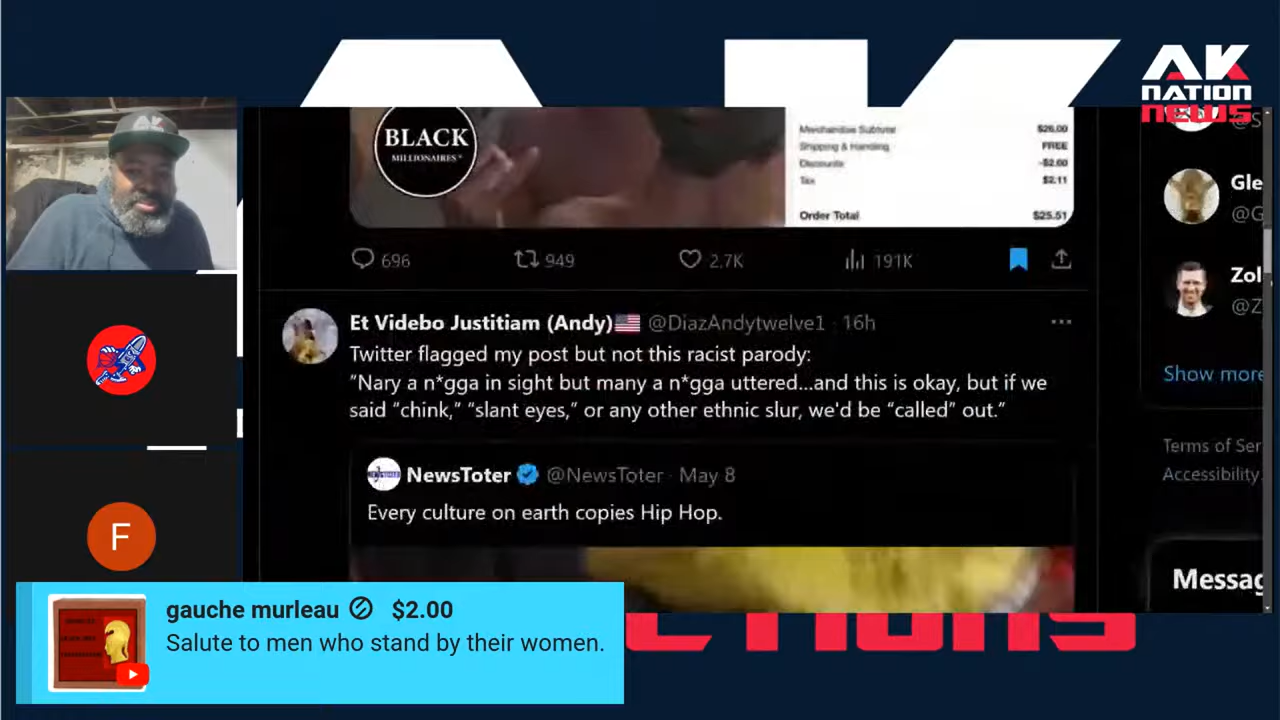 AK
NATION
NEWS
AK
BLACK
MILLIONAIRES
Merchandise Subtotal $26.00
Shipping & Handling FREE
Discounts -$2.00
Tax $2.11
Order Total $25.51
696 949 2.7K 191K
Et Videbo Justitiam (Andy) @DiazAndytwelve1 · 16h
Twitter flagged my post but not this racist parody:
“Nary a n*gga in sight but many a n*gga uttered...and this is okay, but if we
said “chink,” “slant eyes,” or any other ethnic slur, we'd be “called” out.”
NewsToter @NewsToter · May 8
Every culture on earth copies Hip Hop.
@S
Gle
@G
Zol
@Z
Show more
Terms of Ser
Accessibility
Messag
F
gauche murleau $2.00
Salute to men who stand by their women.